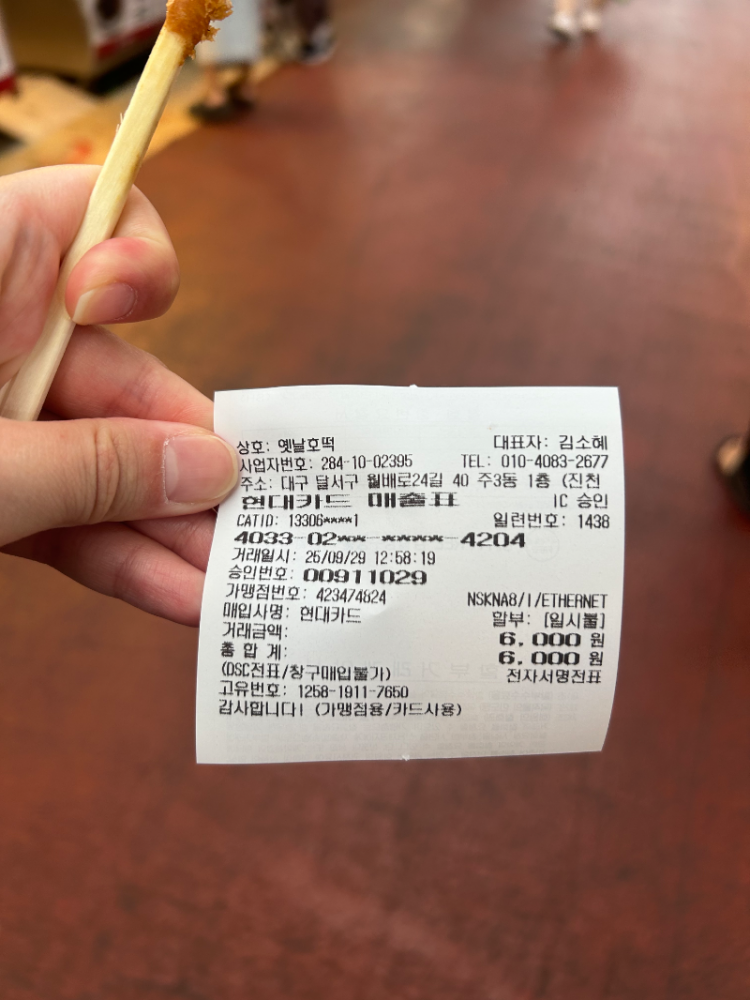 상호: 옛날호떡 대표자: 김소혜
사업자번호: 284-10-02395 TEL: 010-4083-2677
주소: 대구 달서구 월배로24길 40 주3동 1층 (진천
현대카드 매출표 IC 승인
CATID: 13306****1 일련번호: 1438
4033-02**-****-4204
거래일시: 25/09/29 12:58:19
승인번호: 00911029
가맹점번호: 423474824 NSKNA8/I/ETHERNET
매입사명: 현대카드 할부: [일시불]
거래금액: 6,000 원
총 합 계: 6,000 원
(DSC전표/창구매입불가) 전자서명전표
고유번호: 1258-1911-7650
감사합니다! (가맹점용/카드사용)